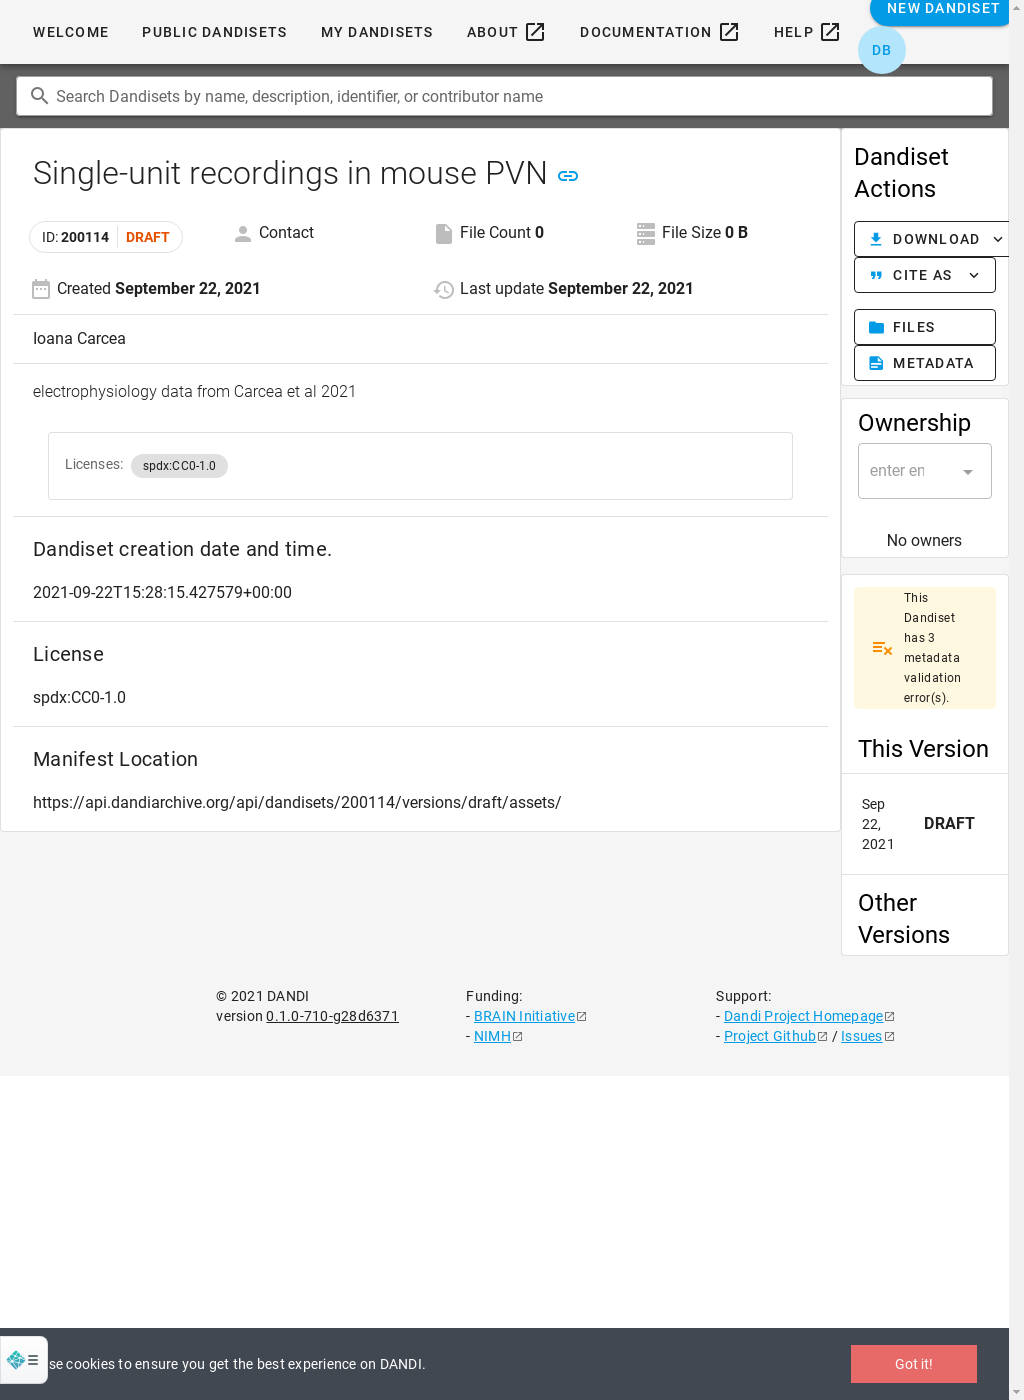 NEW DANDISET
WELCOME
PUBLIC DANDISETS
MY DANDISETS
ABOUT
DOCUMENTATION
HELP
DB
Search Dandisets by name, description, identifier, or contributor name
Single-unit recordings in mouse PVN
ID: 200114 DRAFT
Contact
File Count 0
File Size 0 B
Created September 22, 2021
Last update September 22, 2021
Ioana Carcea
electrophysiology data from Carcea et al 2021
Licenses: spdx:CC0-1.0
Dandiset creation date and time.
2021-09-22T15:28:15.427579+00:00
License
spdx:CC0-1.0
Manifest Location
https://api.dandiarchive.org/api/dandisets/200114/versions/draft/assets/
Dandiset
Actions
DOWNLOAD
CITE AS
FILES
METADATA
Ownership
enter en
No owners
This
Dandiset
has 3
metadata
validation
error(s).
This Version
Sep
22,
2021
DRAFT
Other
Versions
© 2021 DANDI
version 0.1.0-710-g28d6371
Funding:
- BRAIN Initiative
- NIMH
Support:
- Dandi Project Homepage
- Project Github / Issues
se cookies to ensure you get the best experience on DANDI.
Got it!